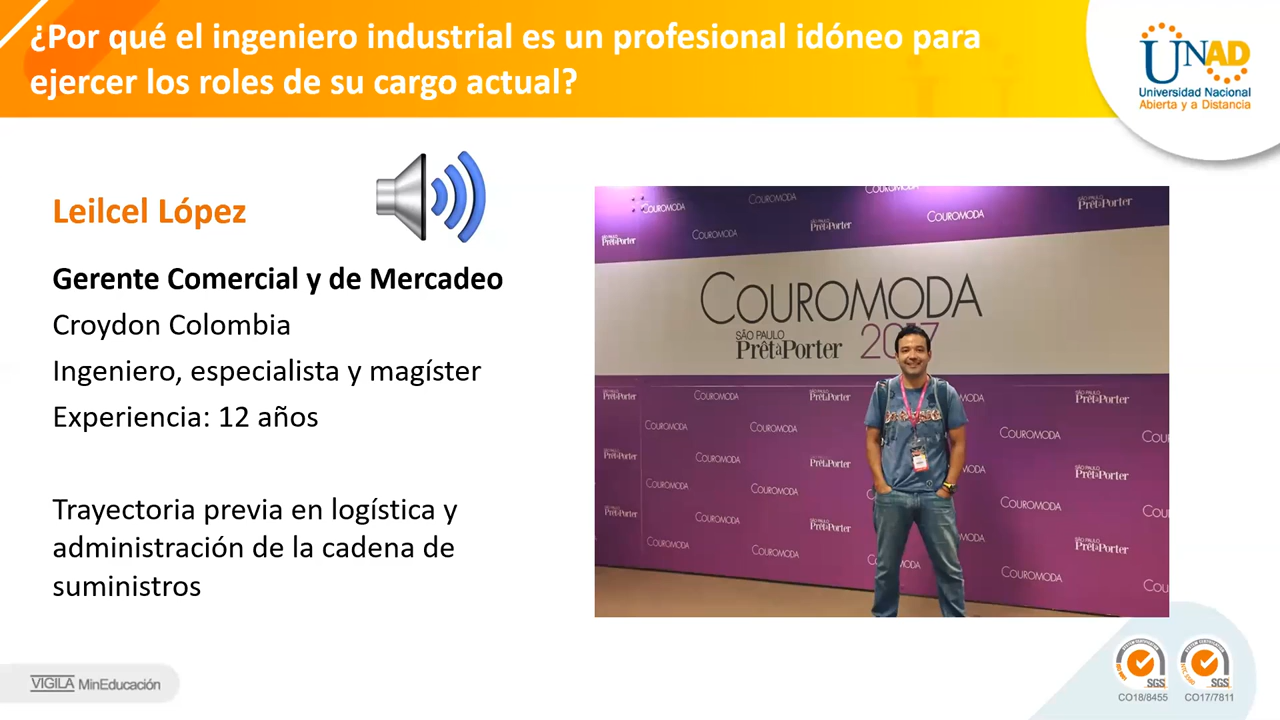 ¿Por qué el ingeniero industrial es un profesional idóneo para
ejercer los roles de su cargo actual?
UNAD
Universidad Nacional
Abierta y a Distancia
Leilcel López
Gerente Comercial y de Mercadeo
Croydon Colombia
Ingeniero, especialista y magíster
Experiencia: 12 años
Trayectoria previa en logística y
administración de la cadena de
suministros
COUROMODA
SÃO PAULO
PrêtàPorter
2017
VIGILA MinEducación
SGS
CO18/8455
SGS
CO17/7811